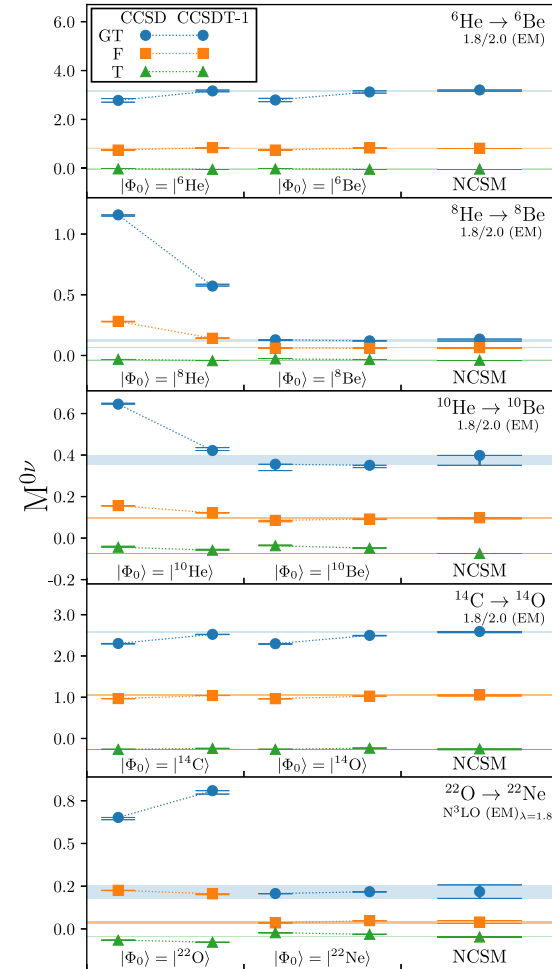 CCSD CCSDT-1
GT
F
T
⁶He → ⁶Be
1.8/2.0 (EM)
6.0
4.0
2.0
0.0
|Φ₀⟩ = |⁶He⟩ |Φ₀⟩ = |⁶Be⟩ NCSM
⁸He → ⁸Be
1.8/2.0 (EM)
1.0
0.5
0.0
|Φ₀⟩ = |⁸He⟩ |Φ₀⟩ = |⁸Be⟩ NCSM
M⁰ᵛ
¹⁰He → ¹⁰Be
1.8/2.0 (EM)
0.6
0.4
0.2
0.0
-0.2
|Φ₀⟩ = |¹⁰He⟩ |Φ₀⟩ = |¹⁰Be⟩ NCSM
¹⁴C → ¹⁴O
1.8/2.0 (EM)
3.0
2.0
1.0
0.0
|Φ₀⟩ = |¹⁴C⟩ |Φ₀⟩ = |¹⁴O⟩ NCSM
²²O → ²²Ne
N³LO (EM)λ=1.8
0.8
0.5
0.2
0.0
|Φ₀⟩ = |²²O⟩ |Φ₀⟩ = |²²Ne⟩ NCSM